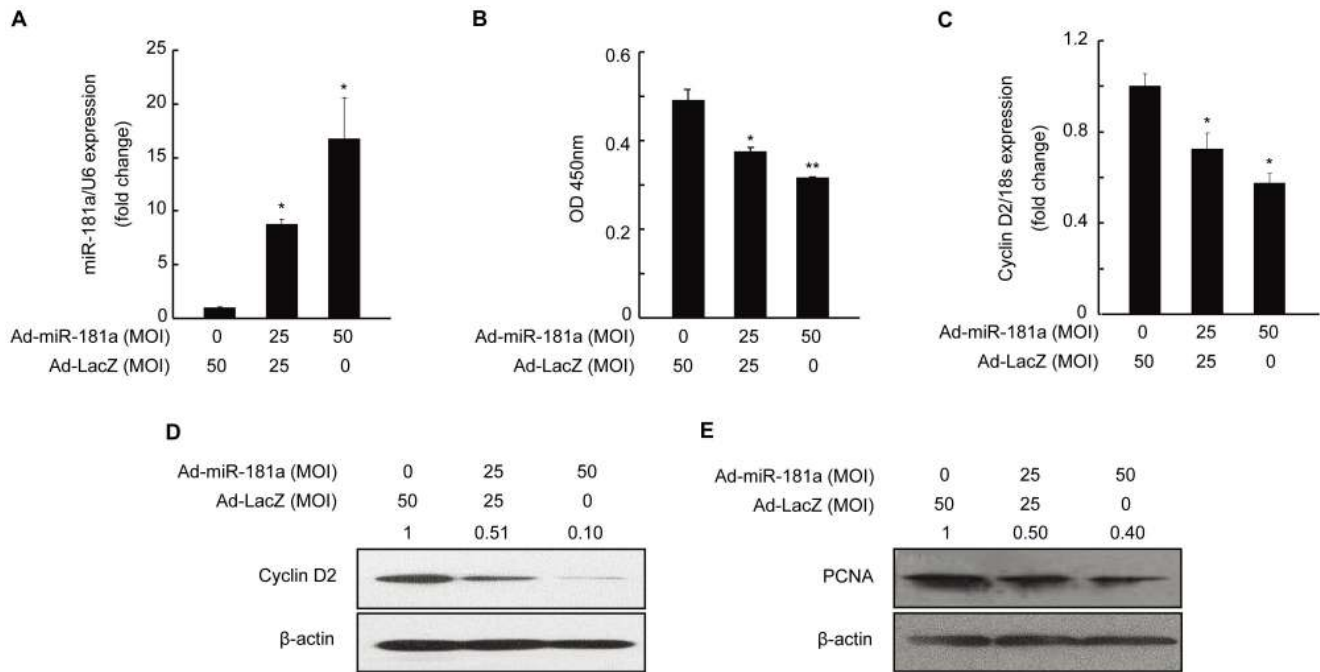 A
miR-181a/U6 expression
(fold change)
25
20
15
10
5
0
*
*
Ad-miR-181a (MOI) 0 25 50
Ad-LacZ (MOI) 50 25 0
B
OD 450nm
0.6
0.4
0.2
0
*
**
Ad-miR-181a (MOI) 0 25 50
Ad-LacZ (MOI) 50 25 0
C
Cyclin D2/18s expression
(fold change)
1.2
0.8
0.4
0
*
*
Ad-miR-181a (MOI) 0 25 50
Ad-LacZ (MOI) 50 25 0
D
Ad-miR-181a (MOI) 0 25 50
Ad-LacZ (MOI) 50 25 0
1 0.51 0.10
Cyclin D2
β-actin
E
Ad-miR-181a (MOI) 0 25 50
Ad-LacZ (MOI) 50 25 0
1 0.50 0.40
PCNA
β-actin